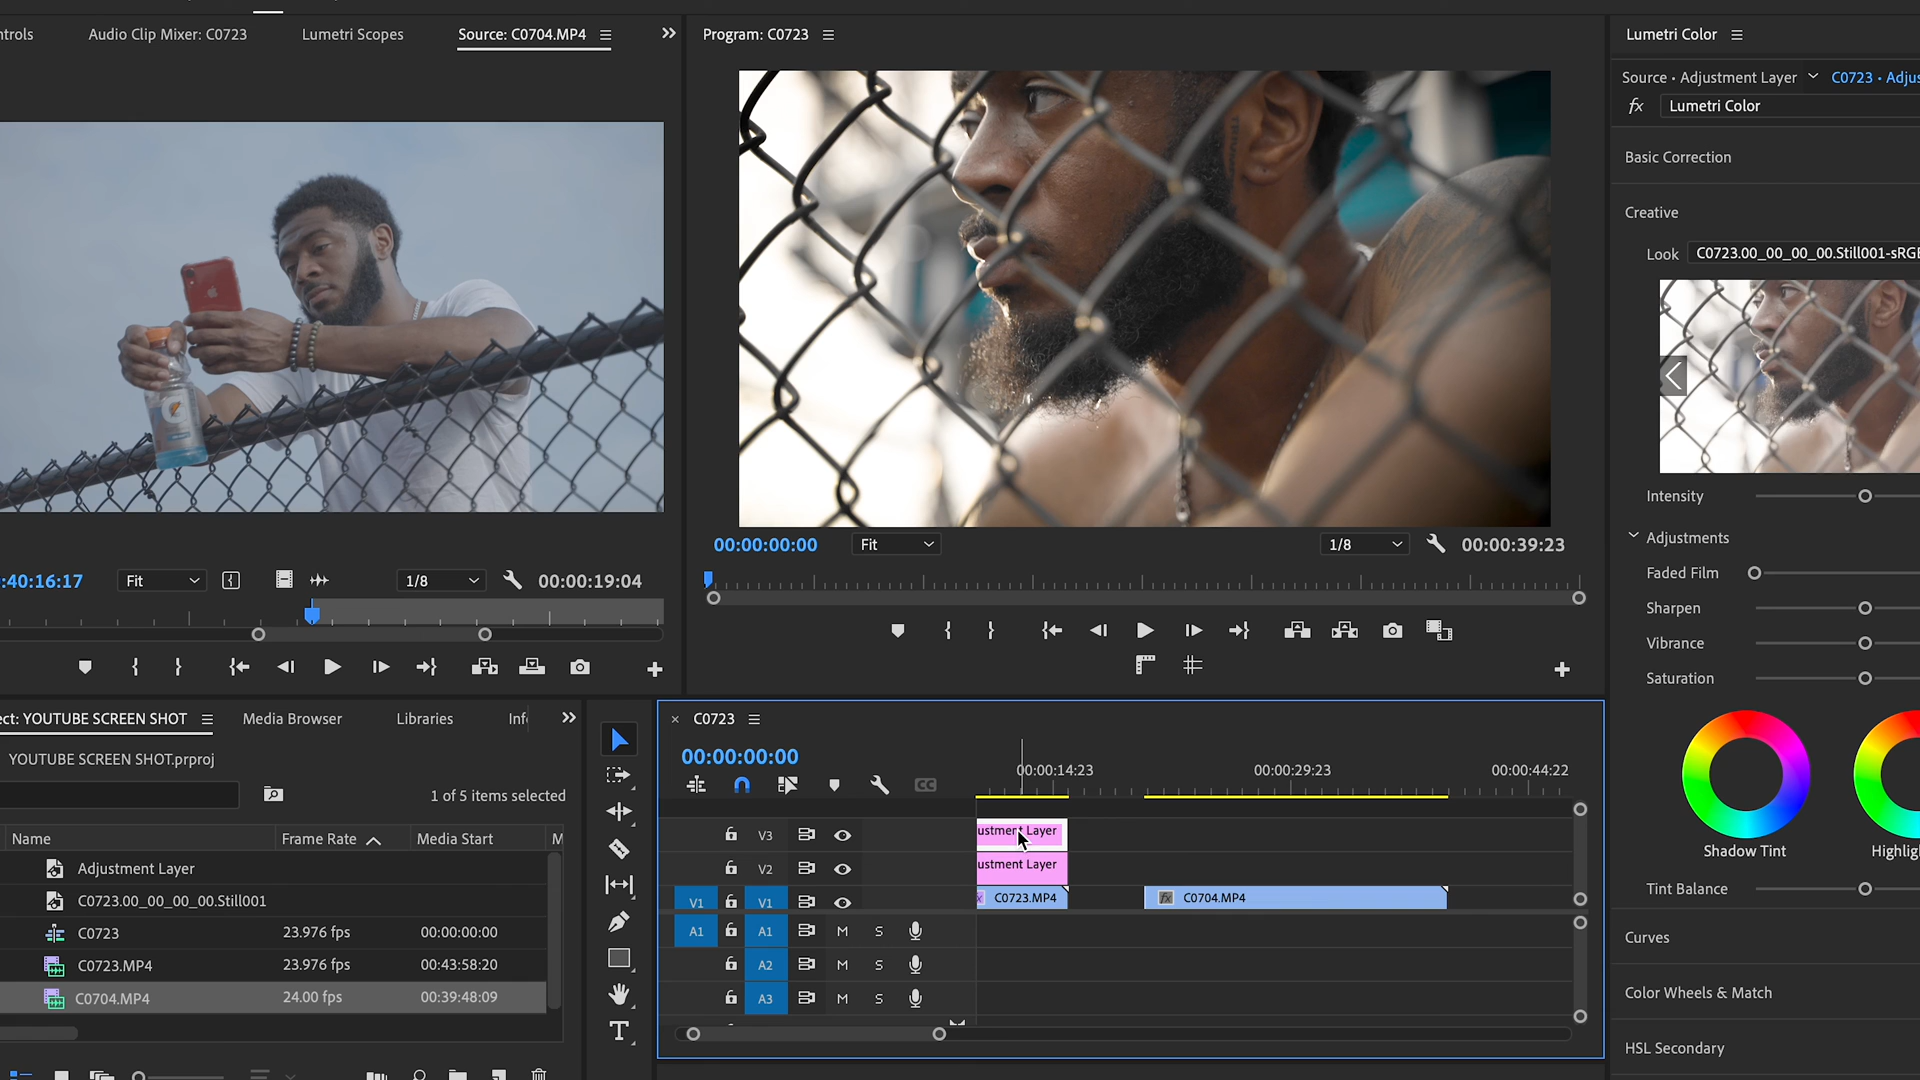 ntrols
Audio Clip Mixer: C0723
Lumetri Scopes
Source: C0704.MP4
Program: C0723
Lumetri Color
Source · Adjustment Layer
C0723 · Adjus
fx
Lumetri Color
Basic Correction
Creative
Look
C0723.00_00_00_00.Still001-sRGB
Intensity
Adjustments
Faded Film
Sharpen
Vibrance
Saturation
Shadow Tint
Highlig
Tint Balance
Curves
Color Wheels & Match
HSL Secondary
:40:16:17
Fit
1/8
00:00:19:04
00:00:00:00
Fit
1/8
00:00:39:23
ect: YOUTUBE SCREEN SHOT
Media Browser
Libraries
Inf
YOUTUBE SCREEN SHOT.prproj
1 of 5 items selected
Name
Frame Rate
Media Start
M
Adjustment Layer
C0723.00_00_00_00.Still001
C0723
23.976 fps
00:00:00:00
C0723.MP4
23.976 fps
00:43:58:20
C0704.MP4
24.00 fps
00:39:48:09
T
× C0723
00:00:00:00
CC
00:00:14:23
00:00:29:23
00:00:44:22
V3
ustment Layer
V2
ustment Layer
V1
V1
C0723.MP4
fx
C0704.MP4
A1
A1
M
S
A2
M
S
A3
M
S